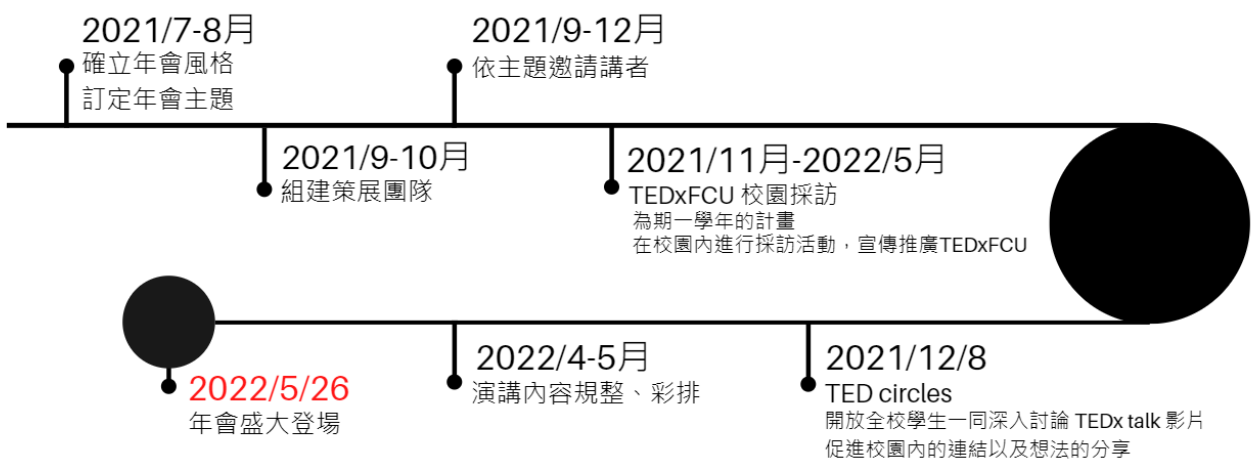 2021/7-8月
確立年會風格
訂定年會主題
2021/9-10月
組建策展團隊
2021/9-12月
依主題邀請講者
2021/11月-2022/5月
TEDxFCU 校園採訪
為期一學年的計畫
在校園內進行採訪活動，宣傳推廣TEDxFCU
2021/12/8
TED circles
開放全校學生一同深入討論 TEDx talk 影片
促進校園內的連結以及想法的分享
2022/4-5月
演講內容規整、彩排
2022/5/26
年會盛大登場